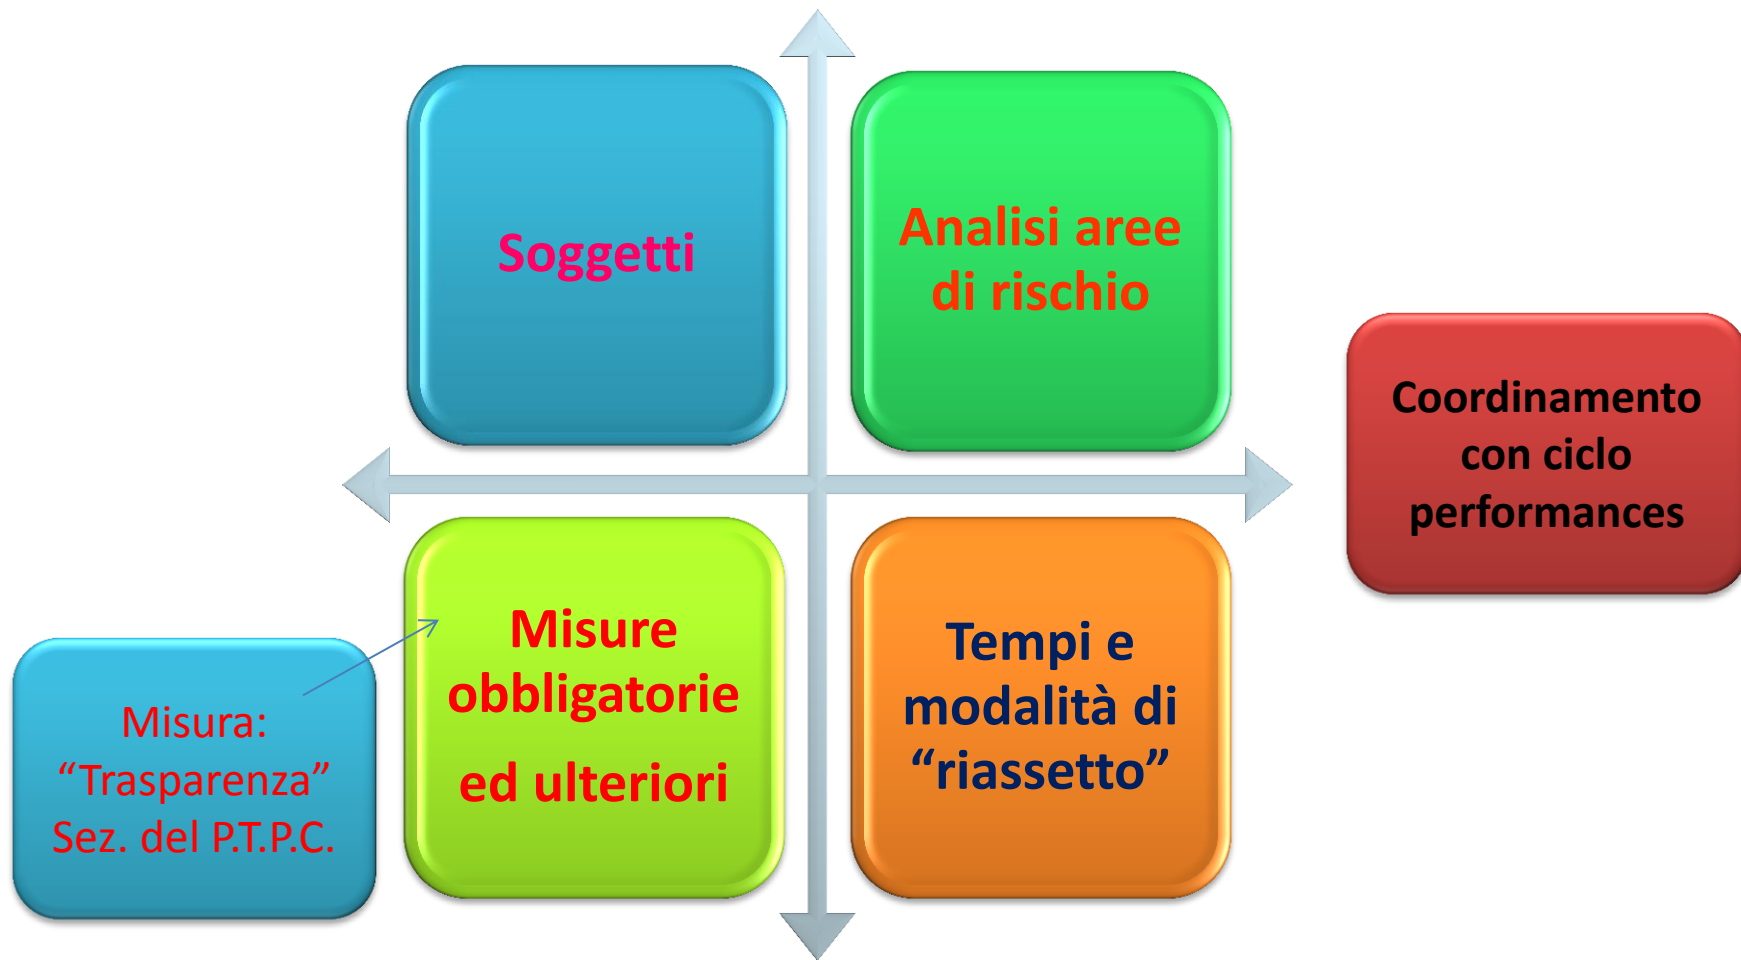 Soggetti
Analisi aree
di rischio
Coordinamento
con ciclo
performances
Misure
obbligatorie
ed ulteriori
Tempi e
modalità di
“riassetto”
Misura:
“Trasparenza”
Sez. del P.T.P.C.